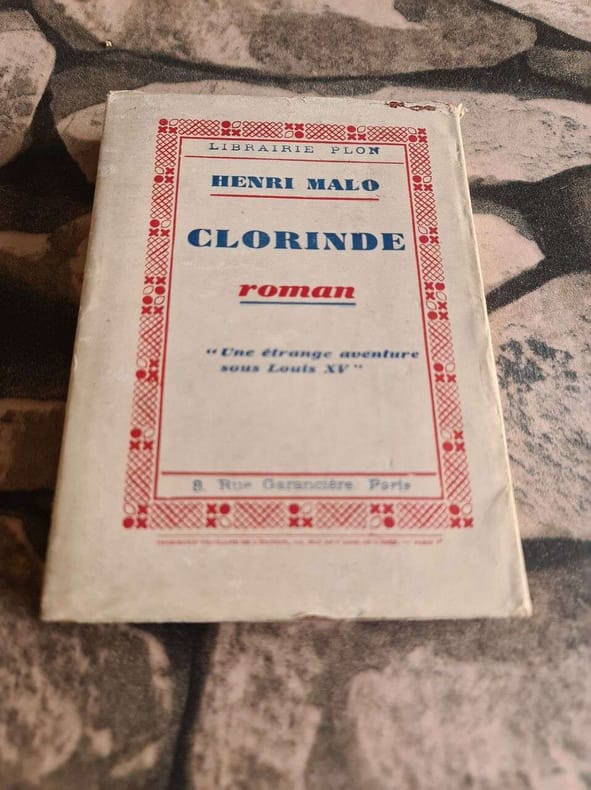 LIBRAIRIE PLON
HENRI MALO
CLORINDE
roman
"Une étrange aventure
sous Louis XV"
8, Rue Garancière Paris